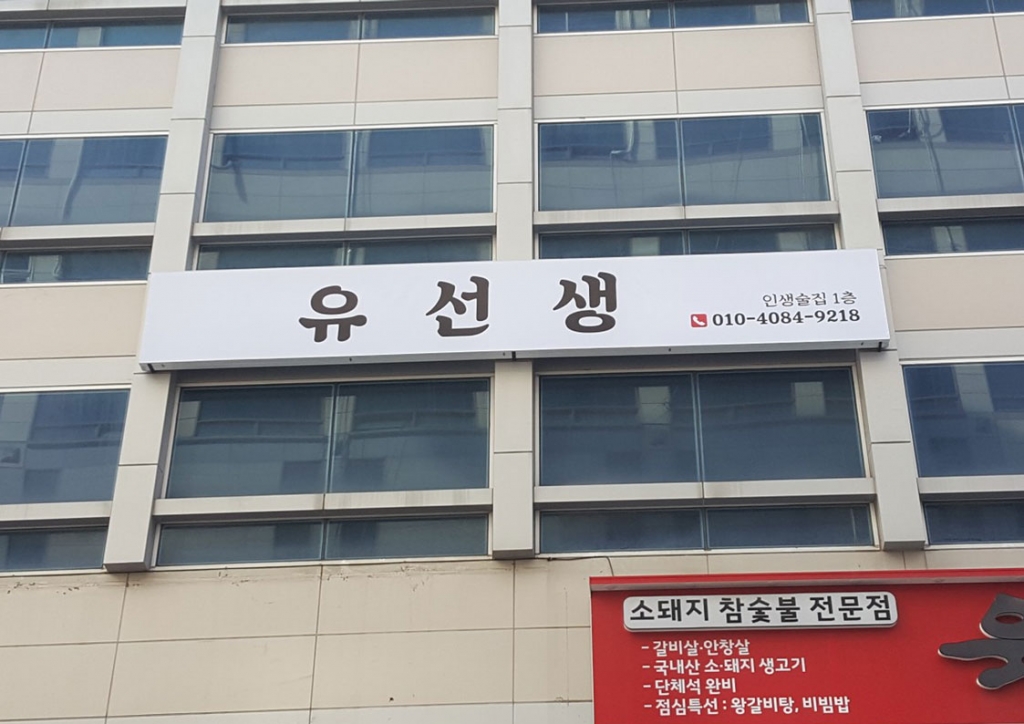 유선생
인생술집 1층
010-4084-9218
소돼지 참숯불 전문점
- 갈비살·안창살
- 국내산 소·돼지 생고기
- 단체석 완비
- 점심특선 : 왕갈비탕, 비빔밥